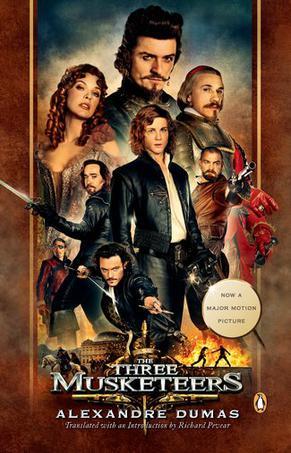 NOW A
MAJOR MOTION
PICTURE
THE
THREE
MUSKETEERS
ALEXANDRE DUMAS
Translated with an Introduction by Richard Pevear